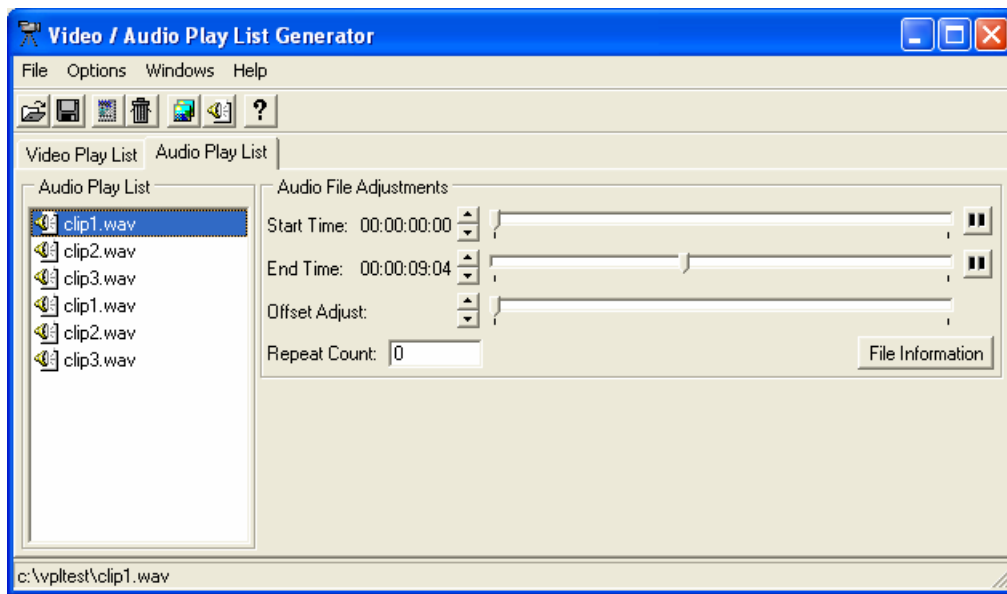 Video / Audio Play List Generator
File Options Windows Help
?
Video Play List Audio Play List
Audio Play List
clip1.wav
clip2.wav
clip3.wav
clip1.wav
clip2.wav
clip3.wav
Audio File Adjustments
Start Time: 00:00:00:00
End Time: 00:00:09:04
Offset Adjust:
Repeat Count: 0
File Information
c:\vpltest\clip1.wav